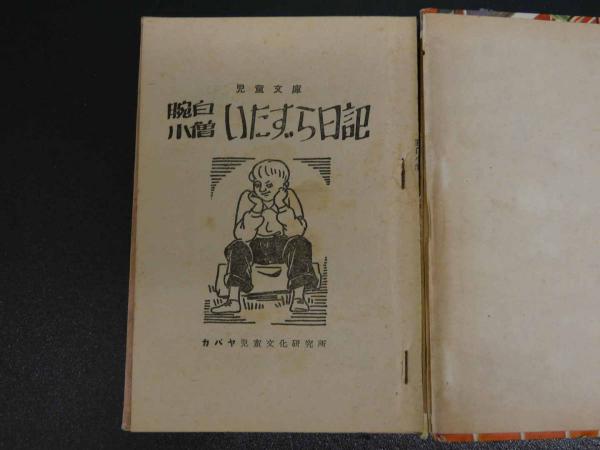 児童文庫
腕白小僧 いたずら日記
カバヤ児童文化研究所